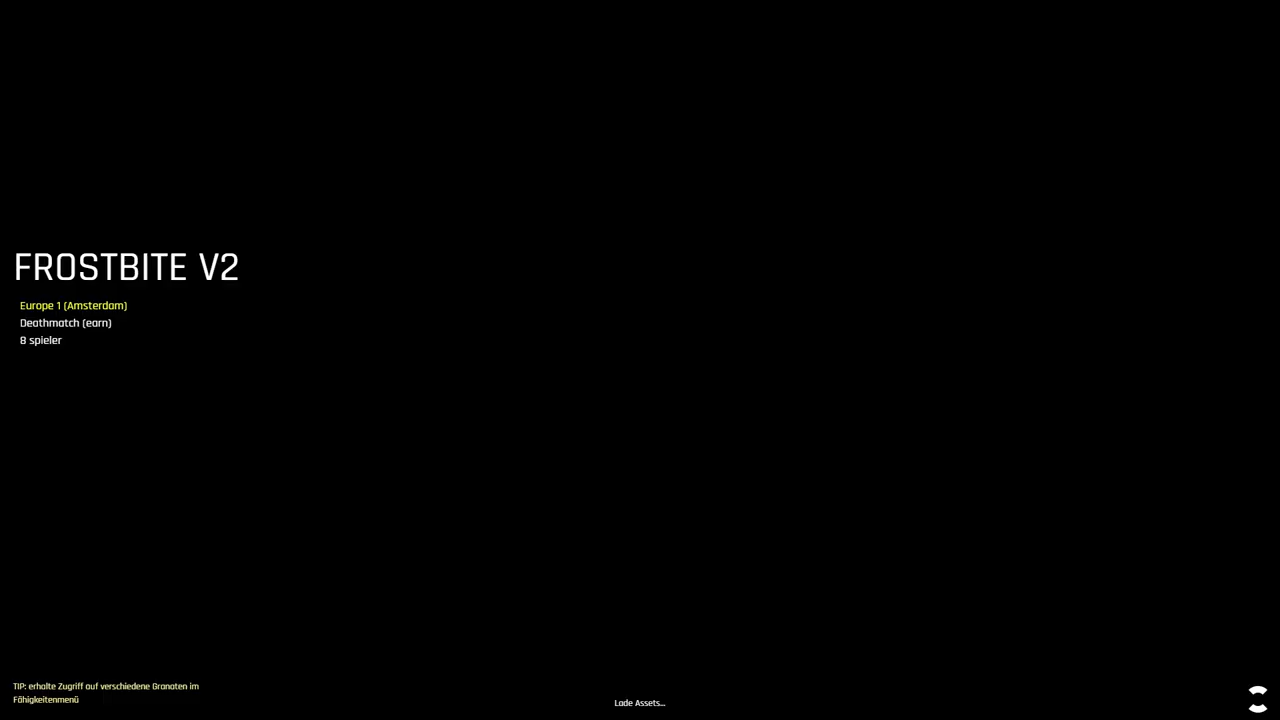 FROSTBITE V2
Europe 1 (Amsterdam)
Deathmatch (earn)
8 spieler
TIP: erhalte Zugriff auf verschiedene Granaten im
Fähigkeitenmenü
Lade Assets...